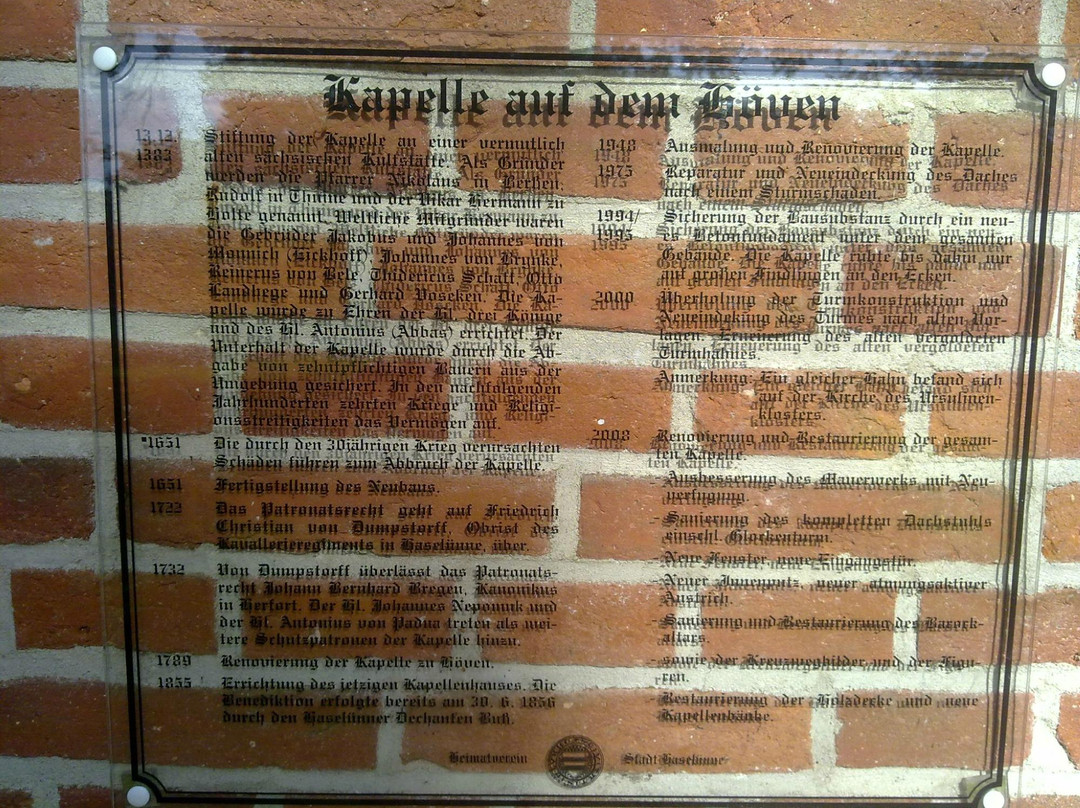 Kapelle auf dem Höven
13.12. Stiftung der Kapelle an einer vermutlich
1383 alten sächsischen Kultstätte. Als Gründer
werden der Pfarrer Nikolaus in Berßen,
Rudolf in Thuine und der Vikar Hermann zu
Holte genannt. Weltliche Mitgründer waren
die Gebrüder Jakobus und Johannes von
Monnich (Eickhoff), Johannes von
Reinerus von Bele, Thidericus Schaf, Otto
Landhege und Gerhard Voseken. Die Ka-
pelle wurde zu Ehren der Hl. drei Könige
und des Hl. Antonius (Abbas) errichtet. Der
Unterhalt der Kapelle wurde durch die Ab-
gabe von zehntpflichtigen Bauern aus der
Umgebung gesichert. In den nachfolgenden
Jahrhunderten zehrten Kriege und Religi-
onsstreitigkeiten das Vermögen auf.
*1651 Die durch den 30jährigen Krieg verursachten
Schäden führen zum Abbruch der Kapelle.
1651 Fertigstellung des Neubaus.
1722 Das Patronatsrecht geht auf Friedrich
Christian von Dumpstorff, Obrist des
Kavallerieregiments in Haselünne, über.
1732 Von Dumpstorff überlässt das Patronats-
recht Johann Bernhard Bregen, Kanonikus
in Herfort. Der Hl. Johannes Nepomuk und
der Hl. Antonius von Padua treten als wei-
tere Schutzpatronen der Kapelle hinzu.
1789 Renovierung der Kapelle zu Höven.
1855 Errichtung des jetzigen Kapellenhauses. Die
Benediktion erfolgte bereits am 30. 6. 1856
durch den Haselünner Dechanten Buß.
1948 Ausmalung und Renovierung der Kapelle.
1975 Reparatur und Neueindeckung des Daches
nach einem Sturmschaden.
1994/ Sicherung der Bausubstanz durch ein neu-
1995 es Betonfundament unter dem gesamten
Gebäude. Die Kapelle ruhte bis dahin nur
auf großen Findlingen an den Ecken.
2000 Überholung der Turmkonstruktion und
Neueindekung des Turmes nach alten Vor-
lagen. Erneuerung des alten vergoldeten
Turmhahnes.
Anmerkung: Ein gleicher Hahn befand sich
auf der Kirche des Ursulinen-
klosters.
2008 Renovierung und Restaurierung der gesam-
ten Kapelle.
- Ausbesserung des Mauerwerks mit Neu-
verfugung.
- Sanierung des kompletten Dachstuhls
einschl. Glockenturm.
- Neue Fenster, neue Eingangstür.
- Neuer Innenputz, neuer atmungsaktiver
Anstrich.
- Sanierung und Restaurierung des Barock-
altars.
- sowie der Kreuzwegbilder und der Figu-
ren.
- Restaurierung der Holzdecke und neue
Kapellenbänke.
Heimatverein Stadt Haselünne